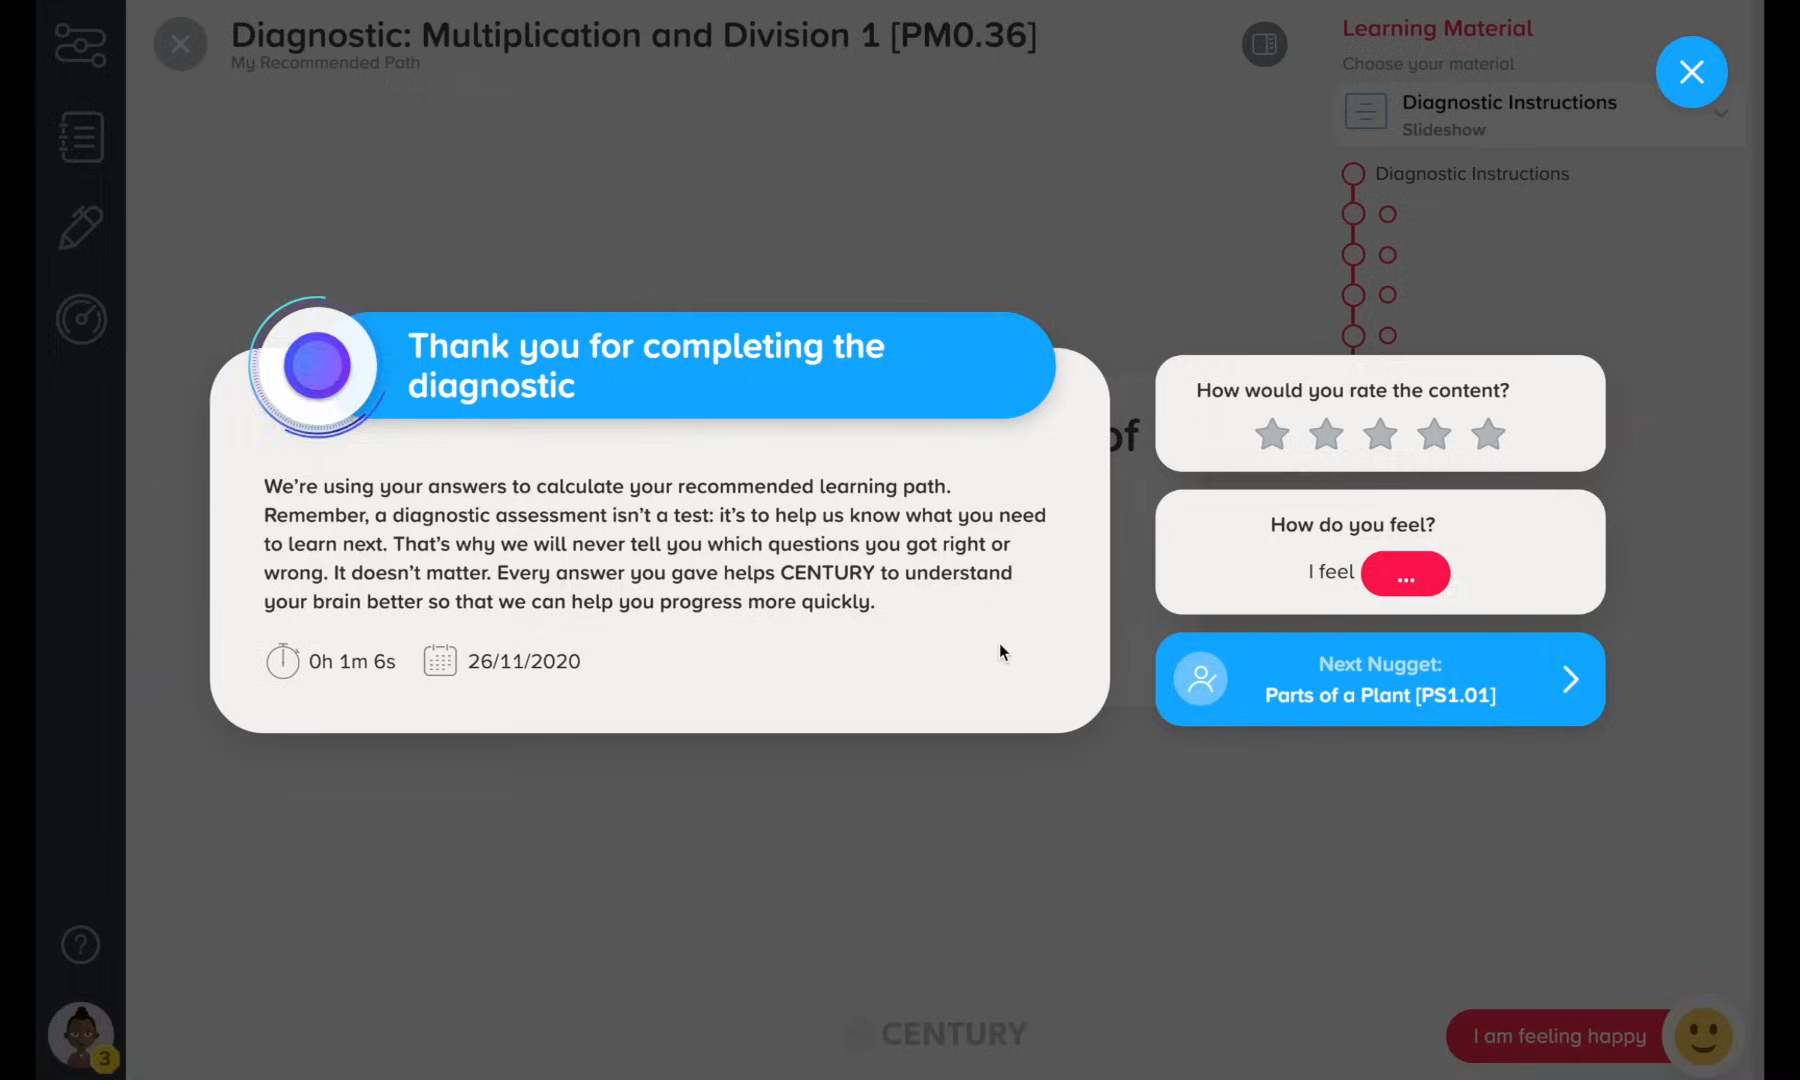 Diagnostic: Multiplication and Division 1 [PM0.36]
My Recommended Path
Learning Material
Choose your material
Diagnostic Instructions
Slideshow
Diagnostic Instructions
Thank you for completing the
diagnostic
We're using your answers to calculate your recommended learning path.
Remember, a diagnostic assessment isn't a test: it's to help us know what you need
to learn next. That's why we will never tell you which questions you got right or
wrong. It doesn't matter. Every answer you gave helps CENTURY to understand
your brain better so that we can help you progress more quickly.
0h 1m 6s
26/11/2020
of
How would you rate the content?
How do you feel?
I feel ...
Next Nugget:
Parts of a Plant [PS1.01]
?
3
CENTURY
I am feeling happy